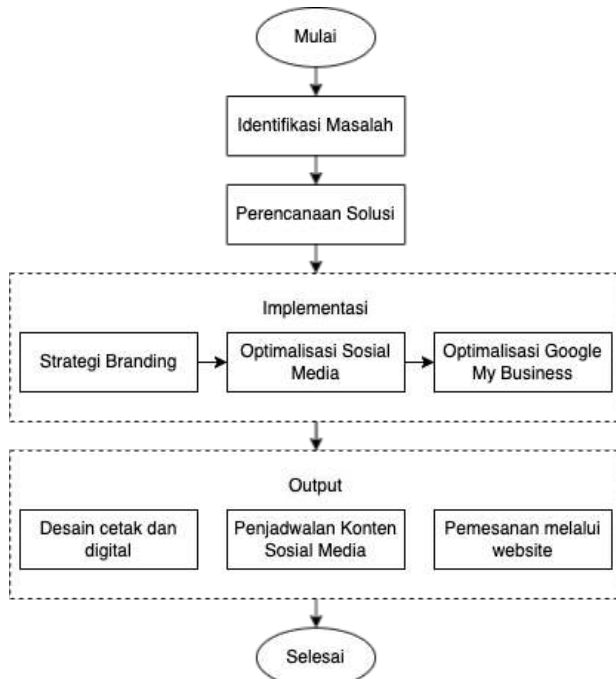 Mulai
Identifikasi Masalah
Perencanaan Solusi
Implementasi
Strategi Branding
Optimalisasi Sosial
Media
Optimalisasi Google
My Business
Output
Desain cetak dan
digital
Penjadwalan Konten
Sosial Media
Pemesanan melalui
website
Selesai